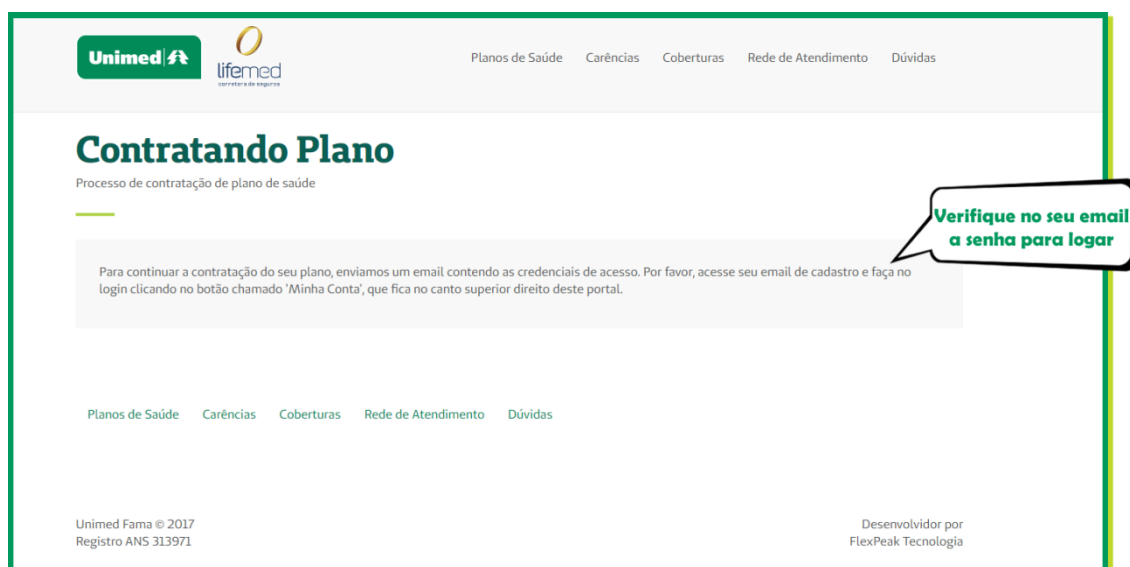 Unimed
lifemed
corretora de seguros
Planos de Saúde Carências Coberturas Rede de Atendimento Dúvidas
Contratando Plano
Processo de contratação de plano de saúde
Verifique no seu email
a senha para logar
Para continuar a contratação do seu plano, enviamos um email contendo as credenciais de acesso. Por favor, acesse seu email de cadastro e faça no
login clicando no botão chamado 'Minha Conta', que fica no canto superior direito deste portal.
Planos de Saúde Carências Coberturas Rede de Atendimento Dúvidas
Unimed Fama © 2017
Registro ANS 313971
Desenvolvidor por
FlexPeak Tecnologia